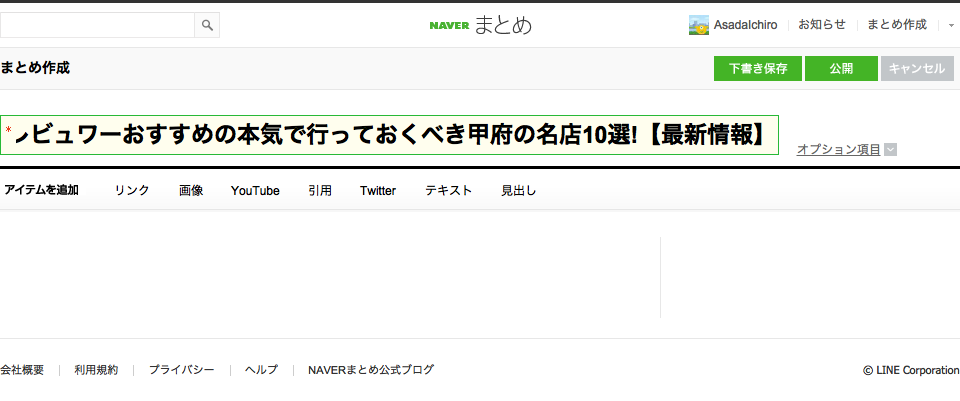 NAVER まとめ AsadaIchiro お知らせ まとめ作成
まとめ作成 下書き保存 公開 キャンセル
*レビュワーおすすめの本気で行っておくべき甲府の名店10選!【最新情報】 オプション項目
アイテムを追加 リンク 画像 YouTube 引用 Twitter テキスト 見出し
会社概要 利用規約 プライバシー ヘルプ NAVERまとめ公式ブログ © LINE Corporation